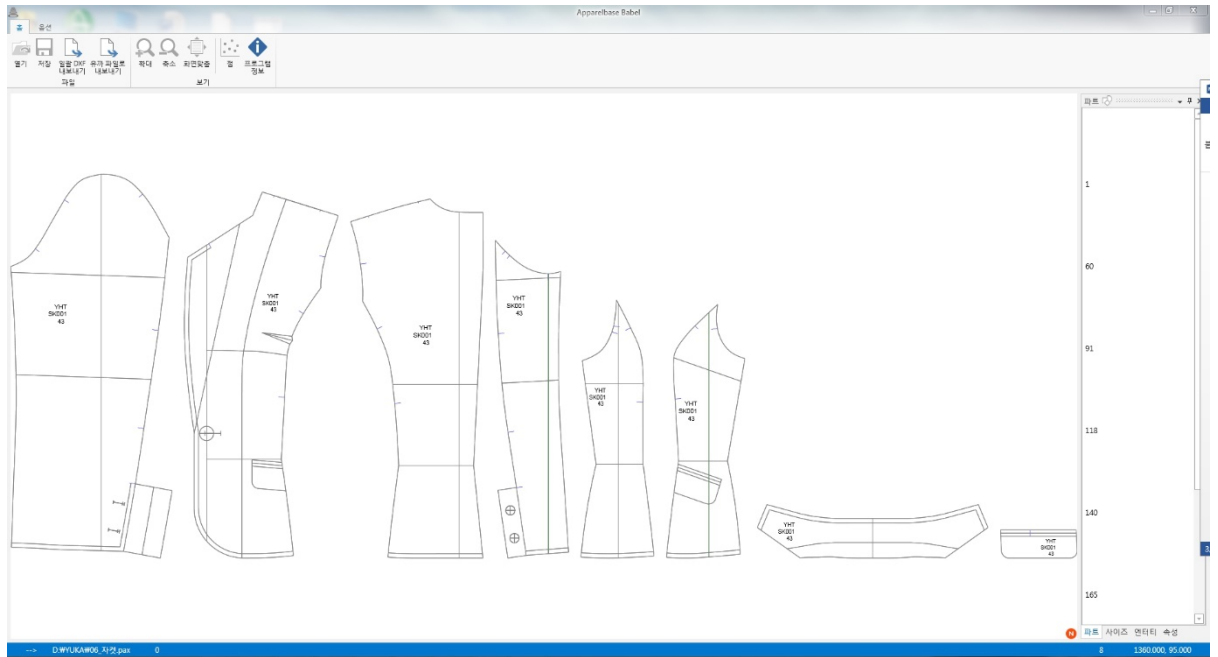 Apparelbase Babel
홈 옵션
열기 저장 일괄 DXF 내보내기 유까 파일로 내보내기 확대 축소 화면맞춤 점 프로그램 정보
파일 보기
파트
1
60
91
118
140
165
YHT
SK001
43
YHT
SK001
43
YHT
SK001
43
YHT
SK001
43
YHT
SK001
43
YHT
SK001
43
YHT
SK001
43
YHT
SK001
43
N
파트 사이즈 엔터티 속성
--> D:₩YUKA₩06_자켓.pax 0 8 1360.000, 95.000